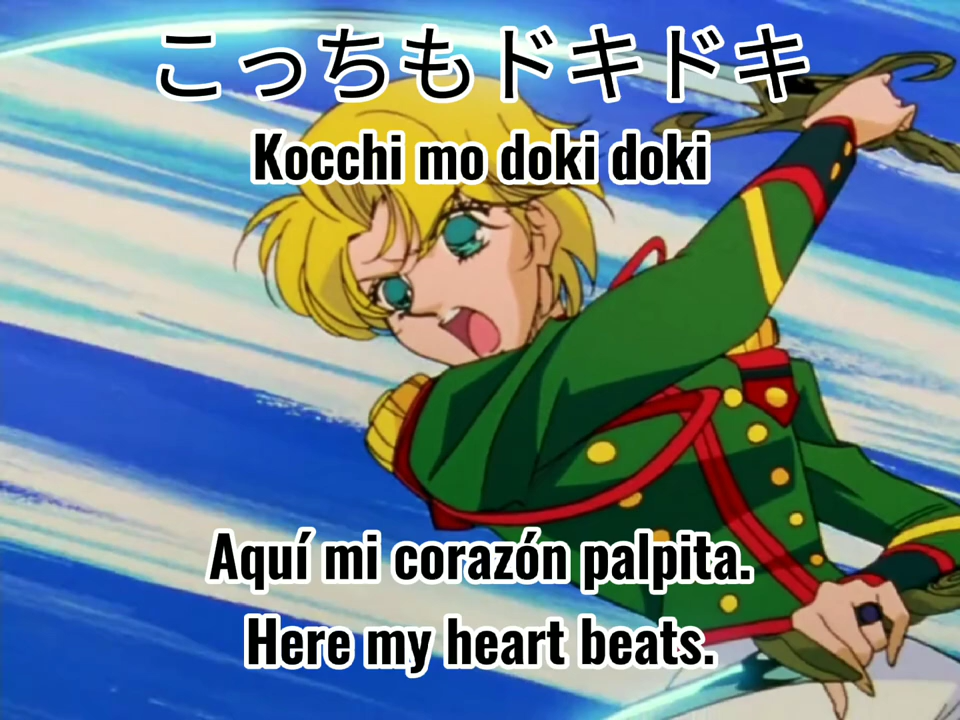 こっちもドキドキ
Kocchi mo doki doki
Aquí mi corazón palpita.
Here my heart beats.